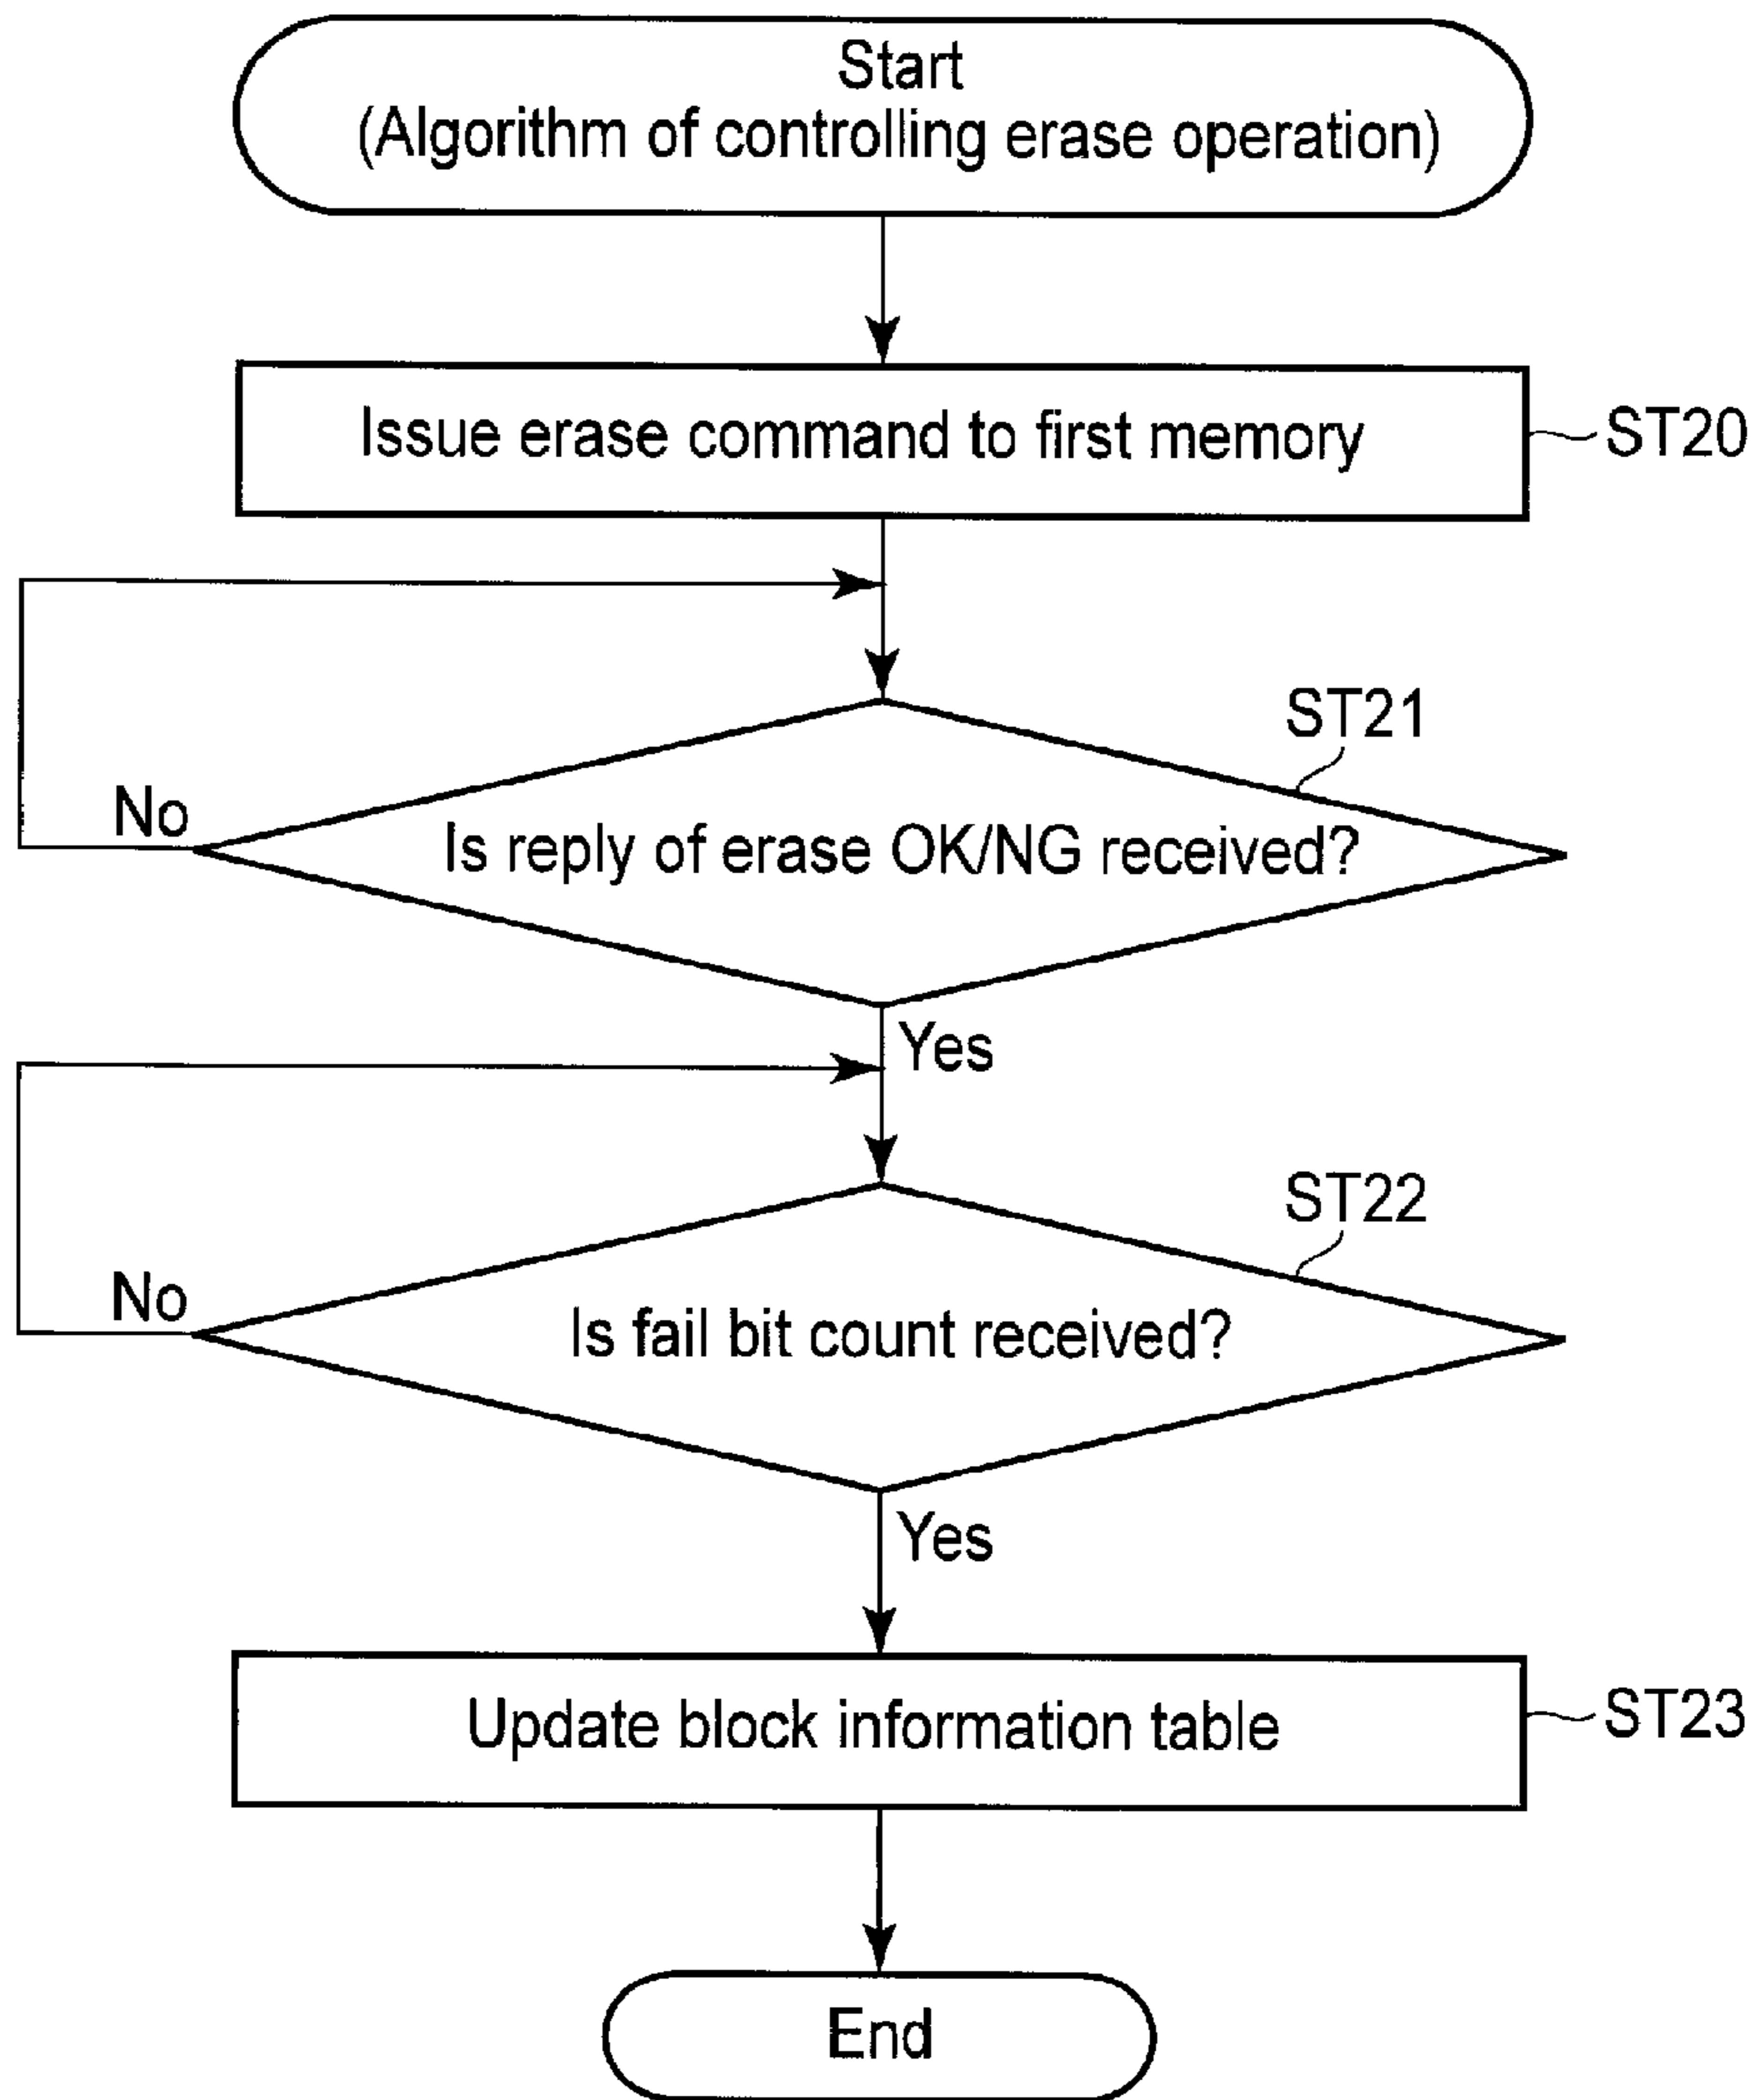 Start
(Algorithm of controlling erase operation)
Issue erase command to first memory
ST20
ST21
No
Is reply of erase OK/NG received?
Yes
ST22
No
Is fail bit count received?
Yes
Update block information table
ST23
End